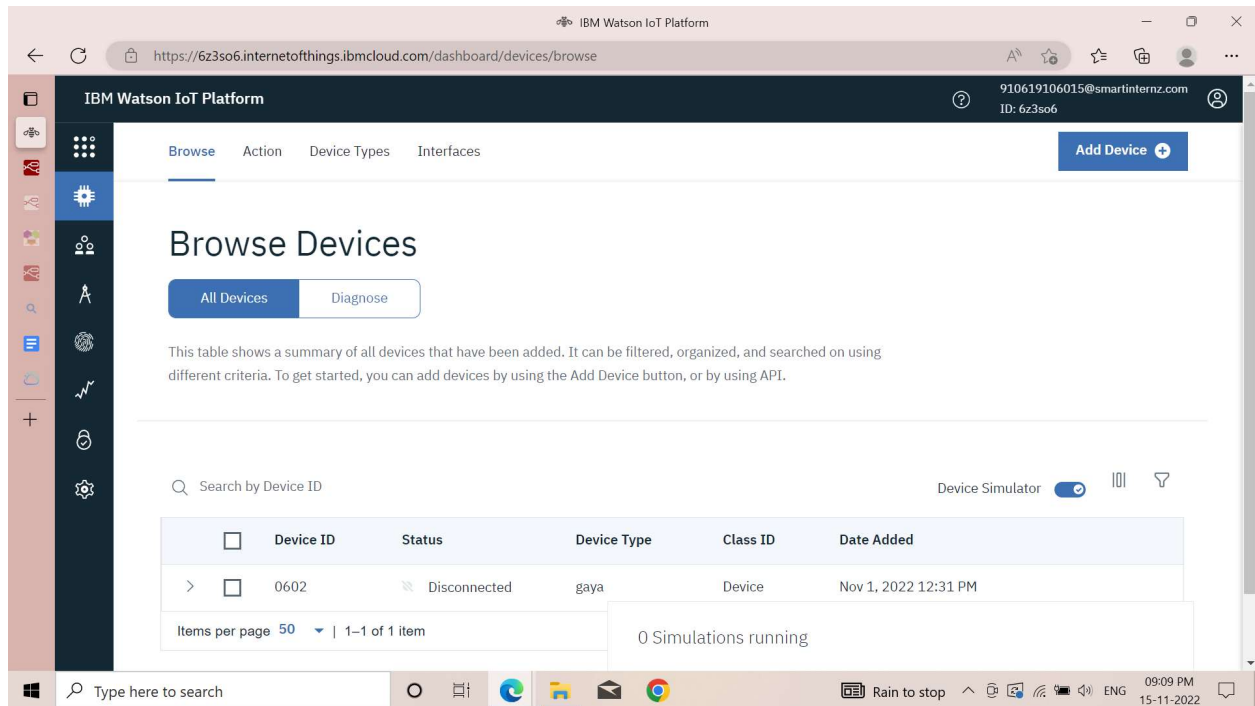 IBM Watson IoT Platform
https://6z3so6.internetofthings.ibmcloud.com/dashboard/devices/browse
IBM Watson IoT Platform
910619106015@smartinternz.com
ID: 6z3so6
Browse Action Device Types Interfaces
Add Device
Browse Devices
All Devices Diagnose
This table shows a summary of all devices that have been added. It can be filtered, organized, and searched on using
different criteria. To get started, you can add devices by using the Add Device button, or by using API.
Search by Device ID
Device Simulator
Device ID Status Device Type Class ID Date Added
0602 Disconnected gaya Device Nov 1, 2022 12:31 PM
Items per page 50 | 1–1 of 1 item
0 Simulations running
Type here to search
Rain to stop
ENG
09:09 PM
15-11-2022